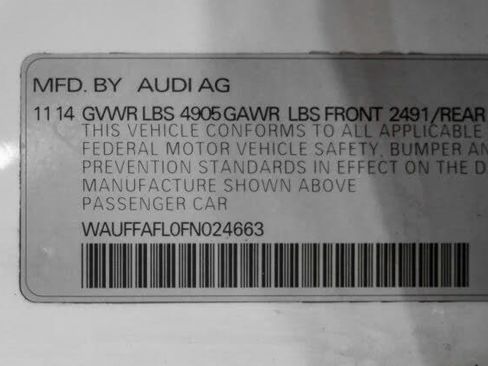 MFD. BY AUDI AG
11 14 GVWR LBS 4905 GAWR LBS FRONT 2491/REAR
THIS VEHICLE CONFORMS TO ALL APPLICABLE
FEDERAL MOTOR VEHICLE SAFETY, BUMPER AN
PREVENTION STANDARDS IN EFFECT ON THE D
MANUFACTURE SHOWN ABOVE
PASSENGER CAR
WAUFFAFL0FN024663